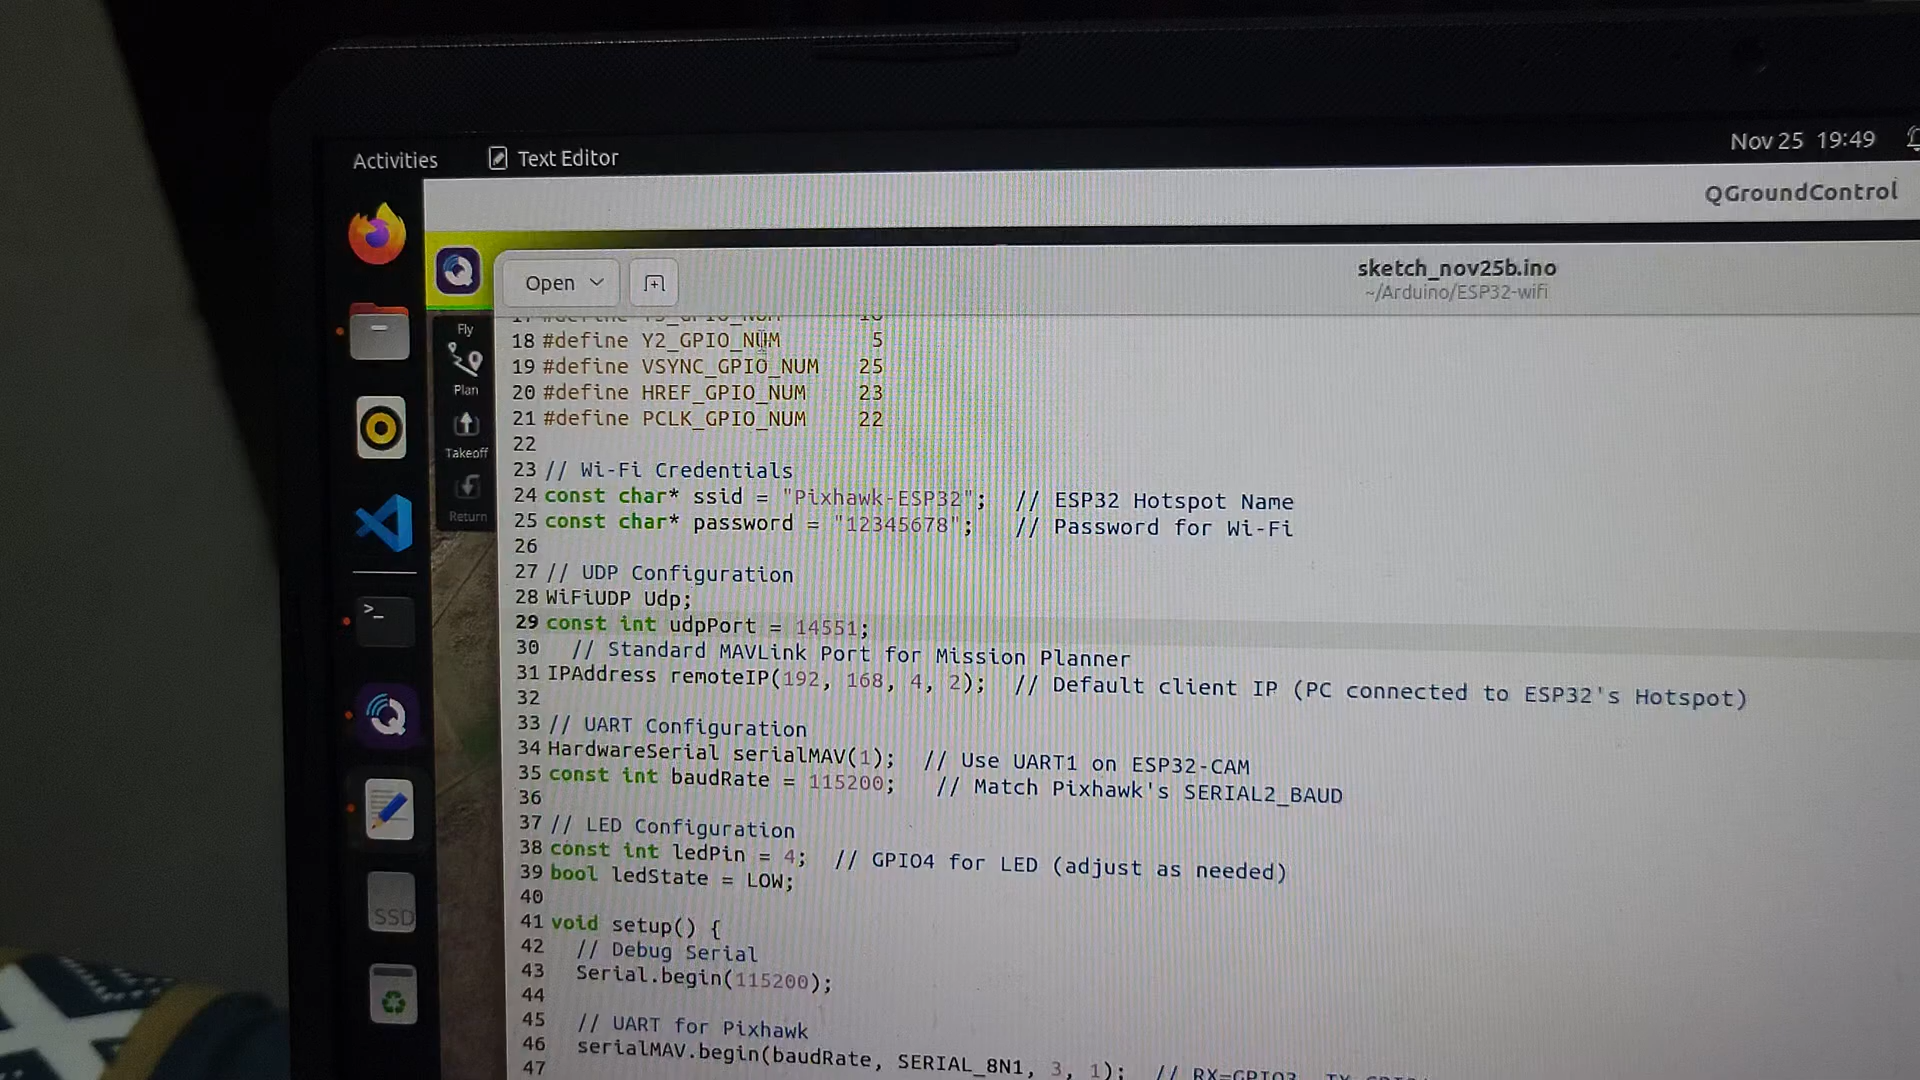 Activities
Text Editor
Nov 25 19:49
QGroundControl
Open
sketch_nov25b.ino
~/Arduino/ESP32-wifi
Fly
Plan
Takeoff
Return
SSD
18 #define Y2_GPIO_NUM 5
19 #define VSYNC_GPIO_NUM 25
20 #define HREF_GPIO_NUM 23
21 #define PCLK_GPIO_NUM 22
22
23 // Wi-Fi Credentials
24 const char* ssid = "Pixhawk-ESP32"; // ESP32 Hotspot Name
25 const char* password = "12345678"; // Password for Wi-Fi
26
27 // UDP Configuration
28 WiFiUDP Udp;
29 const int udpPort = 14551;
30 // Standard MAVLink Port for Mission Planner
31 IPAddress remoteIP(192, 168, 4, 2); // Default client IP (PC connected to ESP32's Hotspot)
32
33 // UART Configuration
34 HardwareSerial serialMAV(1); // Use UART1 on ESP32-CAM
35 const int baudRate = 115200; // Match Pixhawk's SERIAL2_BAUD
36
37 // LED Configuration
38 const int ledPin = 4; // GPIO4 for LED (adjust as needed)
39 bool ledState = LOW;
40
41 void setup() {
42 // Debug Serial
43 Serial.begin(115200);
44
45 // UART for Pixhawk
46 serialMAV.begin(baudRate, SERIAL_8N1, 3, 1); // RX=GPIO3,
47